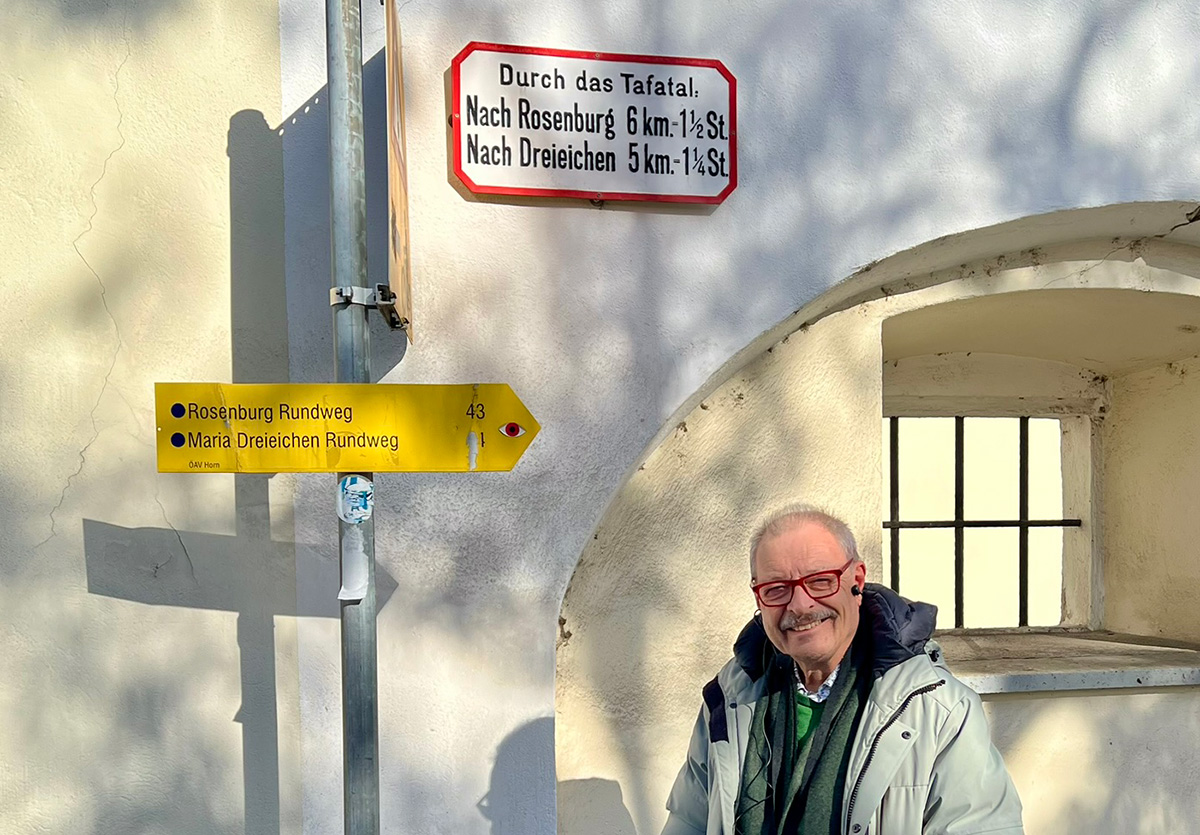 Durch das Tafatal:
Nach Rosenburg 6 km.=1½ St.
Nach Dreieichen 5 km.=1¼ St.
Rosenburg Rundweg 43
Maria Dreieichen Rundweg
ÖAV Horn